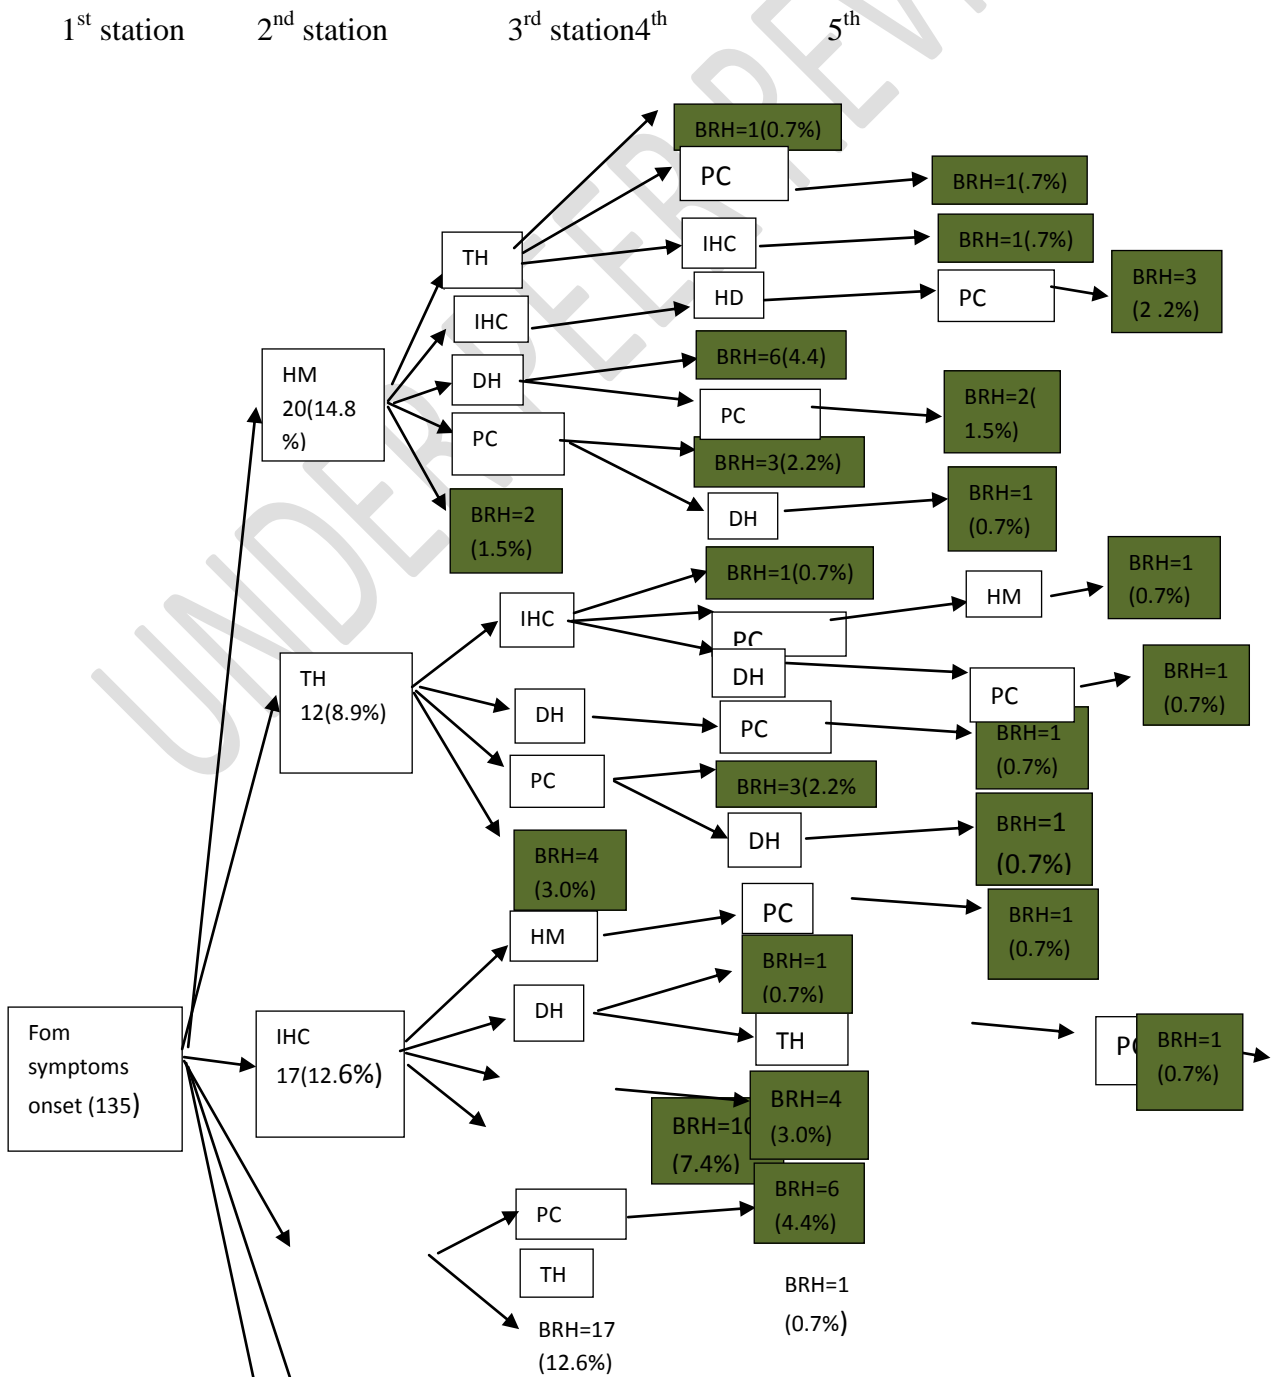 1st station 2nd station 3rd station4th 5th
UNDER PEER REV
BRH=1(0.7%)
PC
BRH=1(.7%)
TH
IHC
BRH=1(.7%)
IHC
HD
PC
BRH=3
(2 .2%)
HM
20(14.8
%)
DH
BRH=6(4.4)
PC
BRH=2(
1.5%)
PC
BRH=3(2.2%)
BRH=2
(1.5%)
DH
BRH=1
(0.7%)
BRH=1(0.7%)
IHC
PC
HM
BRH=1
(0.7%)
TH
12(8.9%)
DH
PC
BRH=1
(0.7%)
DH
PC
BRH=1
(0.7%)
PC
BRH=3(2.2%
DH
BRH=1
(0.7%)
BRH=4
(3.0%)
HM
PC
BRH=1
(0.7%)
BRH=1
(0.7%)
Fom
symptoms
onset (135)
IHC
17(12.6%)
DH
TH
BRH=1
(0.7%)
BRH=10
(7.4%)
BRH=4
(3.0%)
PC
BRH=6
(4.4%)
TH
BRH=1
(0.7%)
BRH=17
(12.6%)